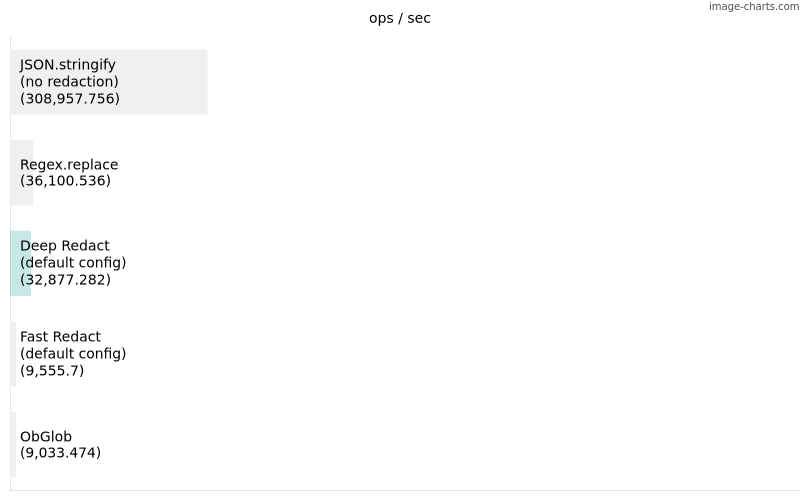 image-charts.com
ops / sec
JSON.stringify
(no redaction)
(308,957.756)
Regex.replace
(36,100.536)
Deep Redact
(default config)
(32,877.282)
Fast Redact
(default config)
(9,555.7)
ObGlob
(9,033.474)